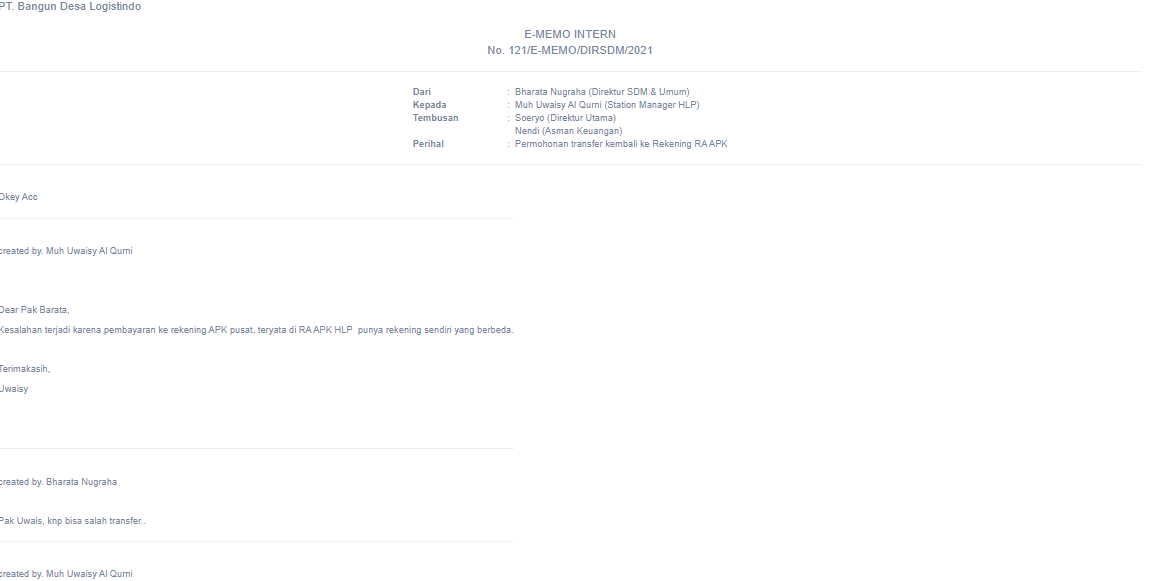 PT. Bangun Desa Logistindo
E-MEMO INTERN
No. 121/E-MEMO/DIRSDM/2021
Dari : Bharata Nugraha (Direktur SDM & Umum)
Kepada : Muh Uwaisy Al Qurni (Station Manager HLP)
Tembusan : Soeryo (Direktur Utama)
Nendi (Asman Keuangan)
Perihal : Permohonan transfer kembali ke Rekening RA APK
Okey Acc
created by. Muh Uwaisy Al Qurni
Dear Pak Barata,
Kesalahan terjadi karena pembayaran ke rekening APK pusat, teryata di RA APK HLP punya rekening sendiri yang berbeda.
Terimakasih,
Uwaisy
created by. Bharata Nugraha
Pak Uwais, knp bisa salah transfer..
created by. Muh Uwaisy Al Qurni